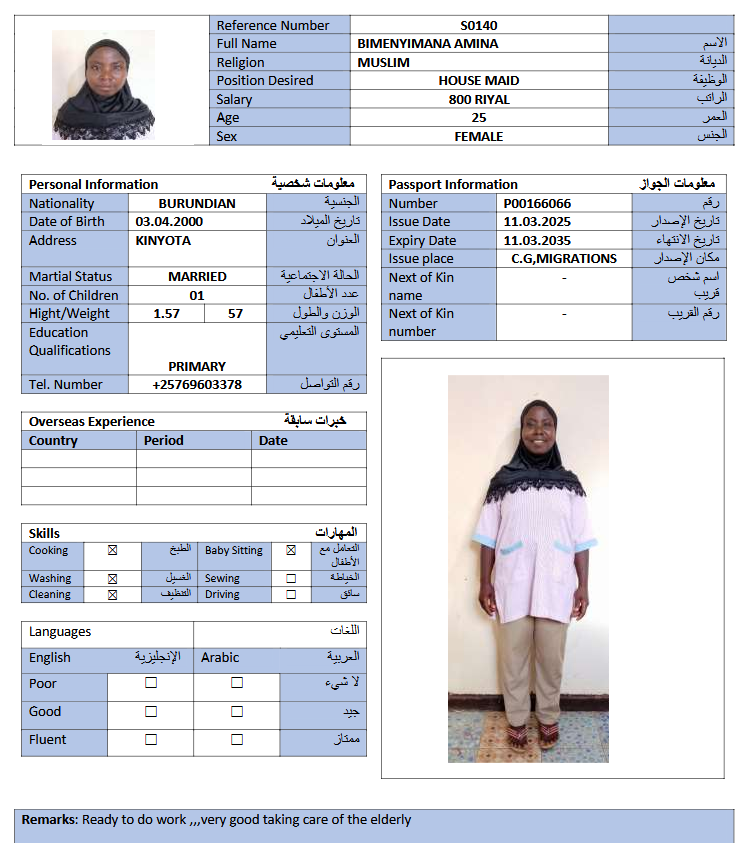 Reference Number S0140
Full Name BIMENYIMANA AMINA الاسم
Religion MUSLIM الديانة
Position Desired HOUSE MAID الوظيفة
Salary 800 RIYAL الراتب
Age 25 العمر
Sex FEMALE الجنس
Personal Information معلومات شخصية
Nationality BURUNDIAN الجنسية
Date of Birth 03.04.2000 تاريخ الميلاد
Address KINYOTA العنوان
Martial Status MARRIED الحالة الاجتماعية
No. of Children 01 عدد الأطفال
Hight/Weight 1.57 57 الوزن والطول
Education المستوى التعليمي
Qualifications
PRIMARY
Tel. Number +25769603378 رقم التواصل
Passport Information معلومات الجواز
Number P00166066 رقم
Issue Date 11.03.2025 تاريخ الإصدار
Expiry Date 11.03.2035 تاريخ الانتهاء
Issue place C.G,MIGRATIONS مكان الإصدار
Next of Kin - اسم شخص
name قريب
Next of Kin - رقم القريب
number
Overseas Experience خبرات سابقة
Country Period Date
Skills المهارات
Cooking ☒ الطبخ Baby Sitting ☒ التعامل مع
الأطفال
Washing ☒ الغسيل Sewing ☐ الخياطة
Cleaning ☒ التنظيف Driving ☐ سائق
Languages اللغات
English الإنجليزية Arabic العربية
Poor ☐ ☐ لا شيء
Good ☐ ☐ جيد
Fluent ☐ ☐ ممتاز
Remarks: Ready to do work ,,,very good taking care of the elderly